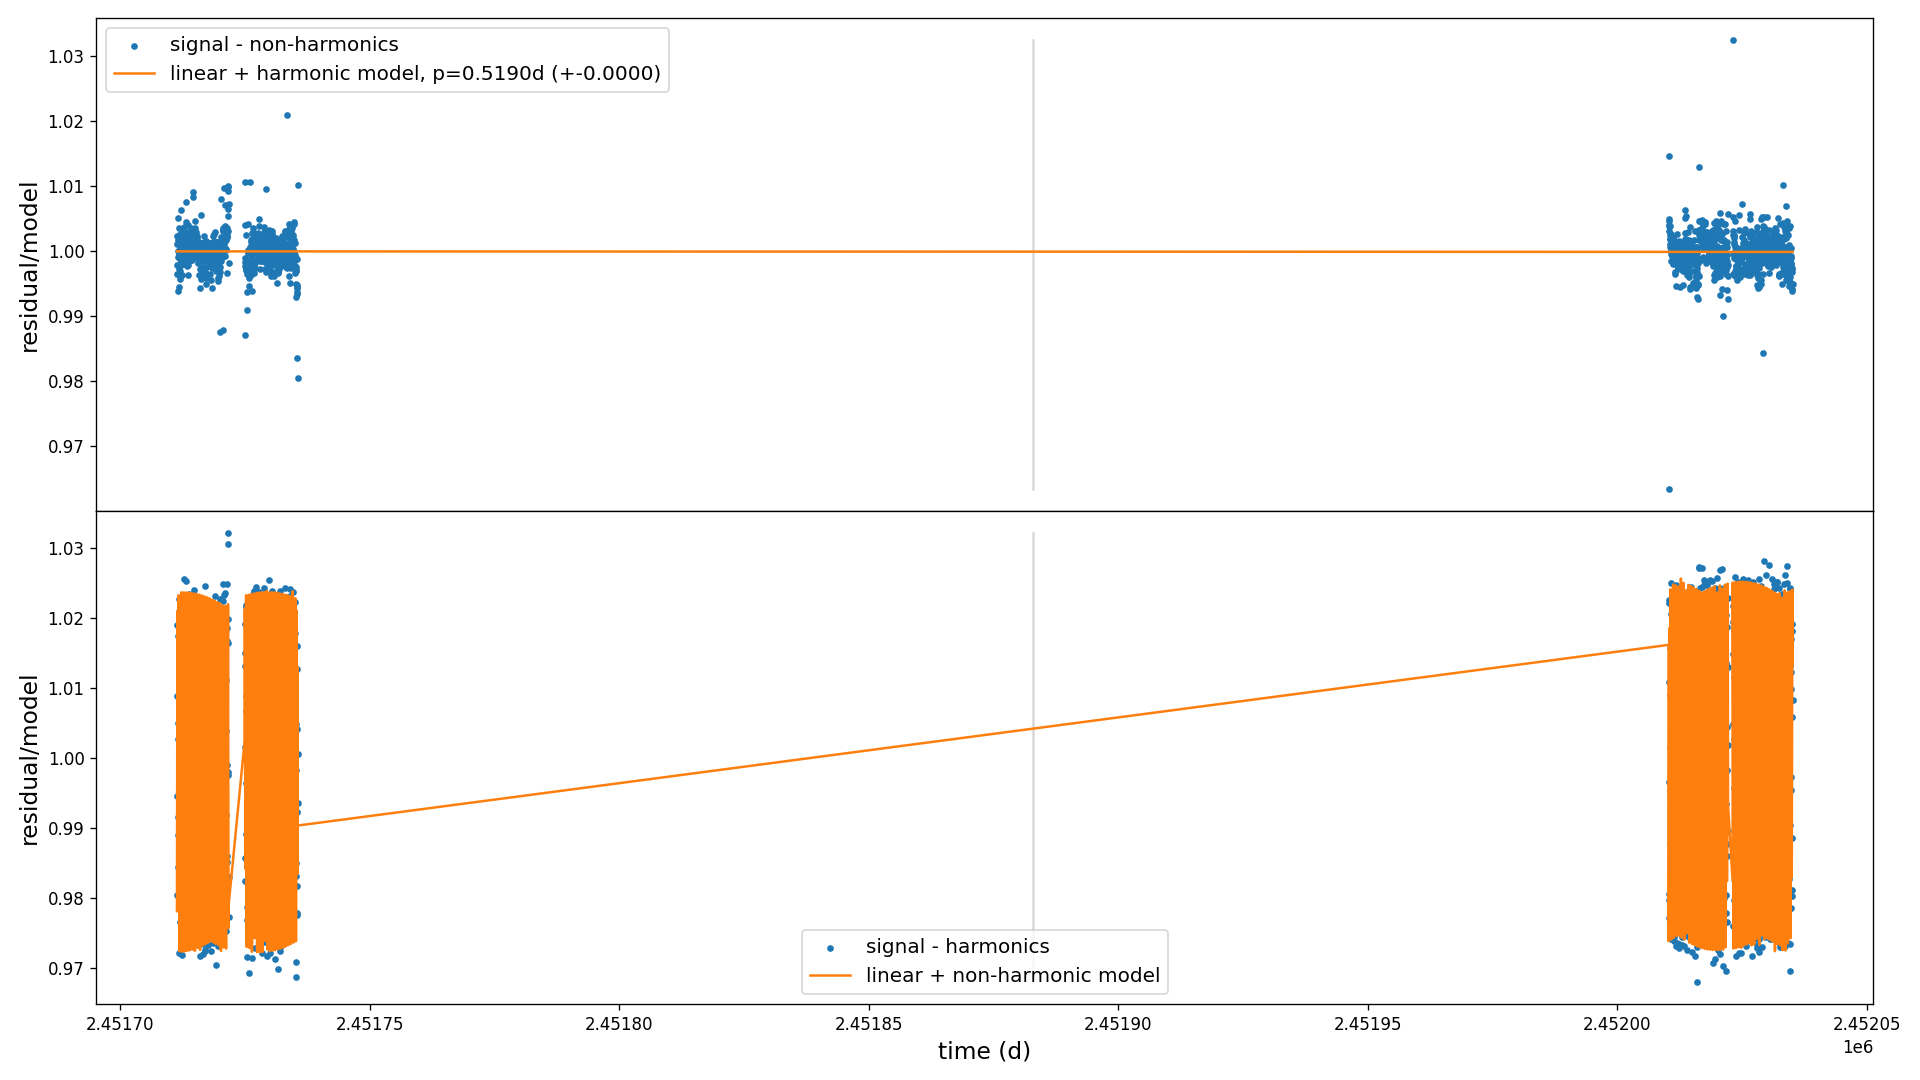 signal - non-harmonics
linear + harmonic model, p=0.5190d (+-0.0000)
1.03
1.02
1.01
1.00
0.99
0.98
0.97
residual/model
1.03
1.02
1.01
1.00
0.99
0.98
0.97
residual/model
signal - harmonics
linear + non-harmonic model
2.45170
2.45175
2.45180
2.45185
2.45190
2.45195
2.45200
2.45205
time (d)
1e6